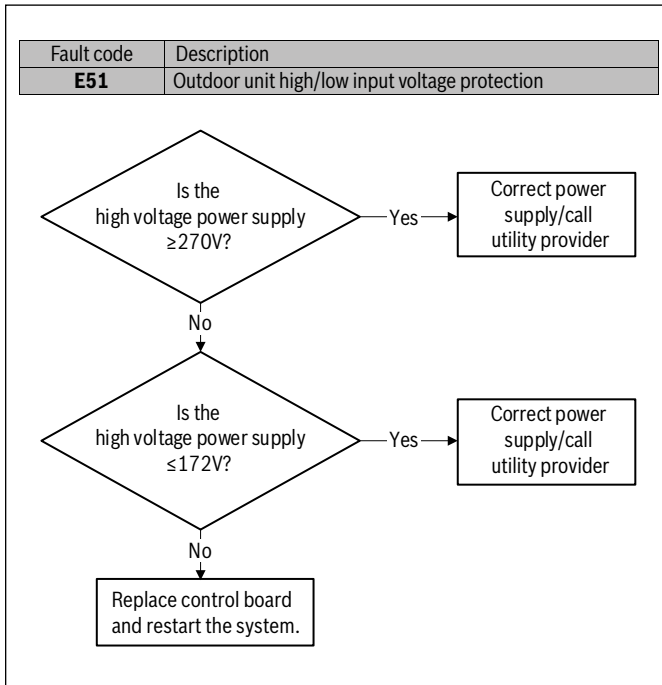 Fault code Description
E51 Outdoor unit high/low input voltage protection
Is the
high voltage power supply
≥270V?
Yes
Correct power
supply/call
utility provider
No
Is the
high voltage power supply
≤172V?
Yes
Correct power
supply/call
utility provider
No
Replace control board
and restart the system.